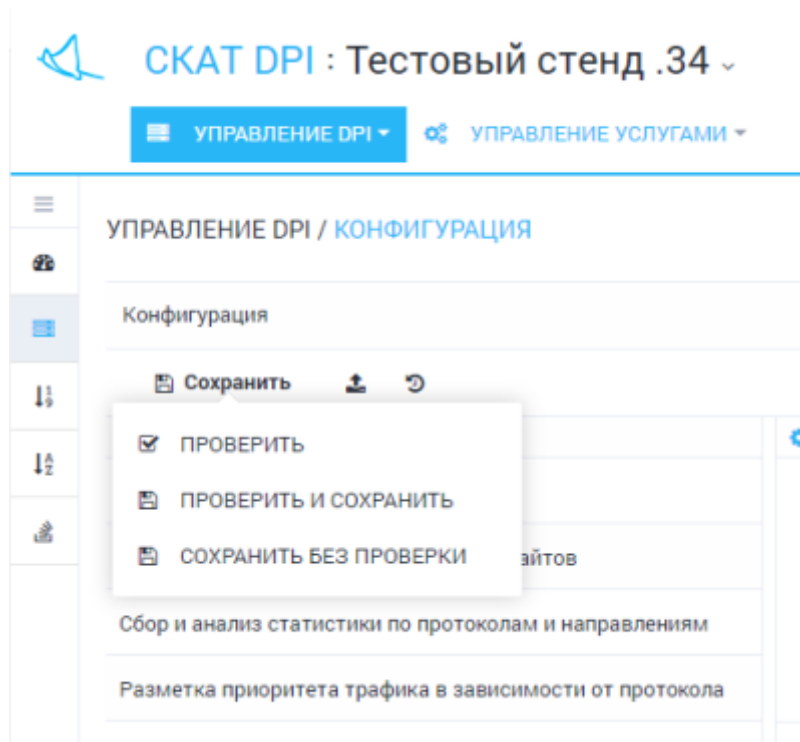 СКАТ DPI : Тестовый стенд .34
УПРАВЛЕНИЕ DPI УПРАВЛЕНИЕ УСЛУГАМИ
УПРАВЛЕНИЕ DPI / КОНФИГУРАЦИЯ
Конфигурация
Сохранить
ПРОВЕРИТЬ
ПРОВЕРИТЬ И СОХРАНИТЬ
СОХРАНИТЬ БЕЗ ПРОВЕРКИ айтов
Сбор и анализ статистики по протоколам и направлениям
Разметка приоритета трафика в зависимости от протокола